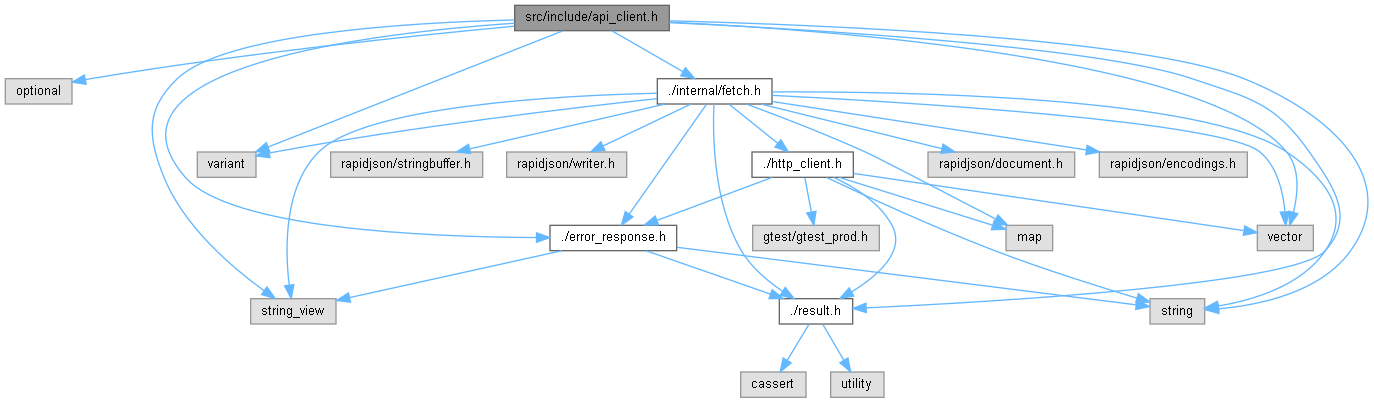 src/include/api_client.h
optional
./internal/fetch.h
variant
rapidjson/stringbuffer.h
rapidjson/writer.h
./http_client.h
rapidjson/document.h
rapidjson/encodings.h
./error_response.h
gtest/gtest_prod.h
map
vector
string_view
./result.h
string
cassert
utility